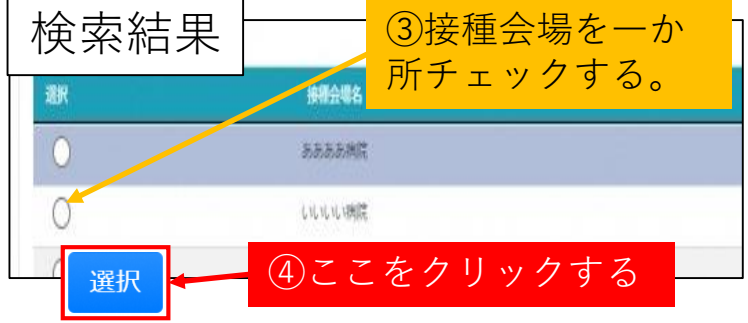 検索結果
③接種会場を一か
所チェックする。
選択 接種会場名
ああああ病院
いいいい病院
選択
④ここをクリックする